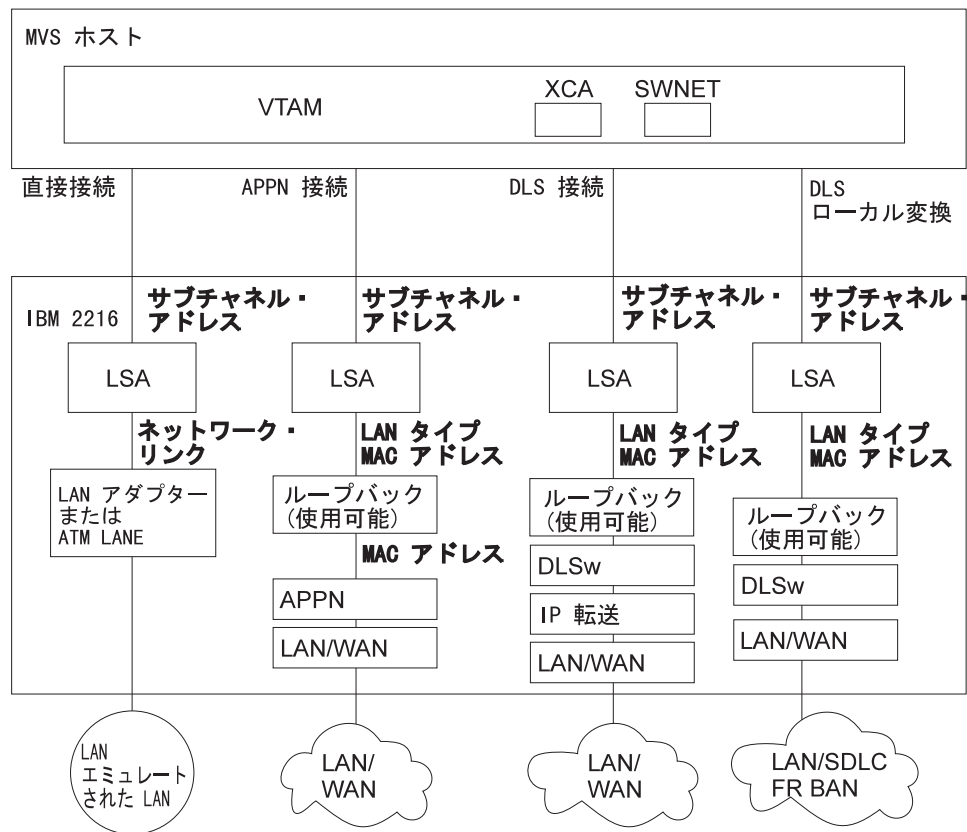 MVS ホスト
VTAM
XCA
SWNET
直接接続
APPN 接続
DLS 接続
DLS
ローカル変換
IBM 2216
サブチャネル・
アドレス
サブチャネル・
アドレス
サブチャネル・
アドレス
サブチャネル・
アドレス
LSA
LSA
LSA
LSA
ネットワーク・
リンク
LAN タイプ
MAC アドレス
LAN タイプ
MAC アドレス
LAN タイプ
MAC アドレス
LAN アダプター
または
ATM LANE
ループバック
(使用可能)
MAC アドレス
APPN
LAN/WAN
ループバック
(使用可能)
DLSw
IP 転送
LAN/WAN
ループバック
(使用可能)
DLSw
LAN/WAN
LAN
エミュレート
された LAN
LAN/
WAN
LAN/
WAN
LAN/SDLC
FR BAN